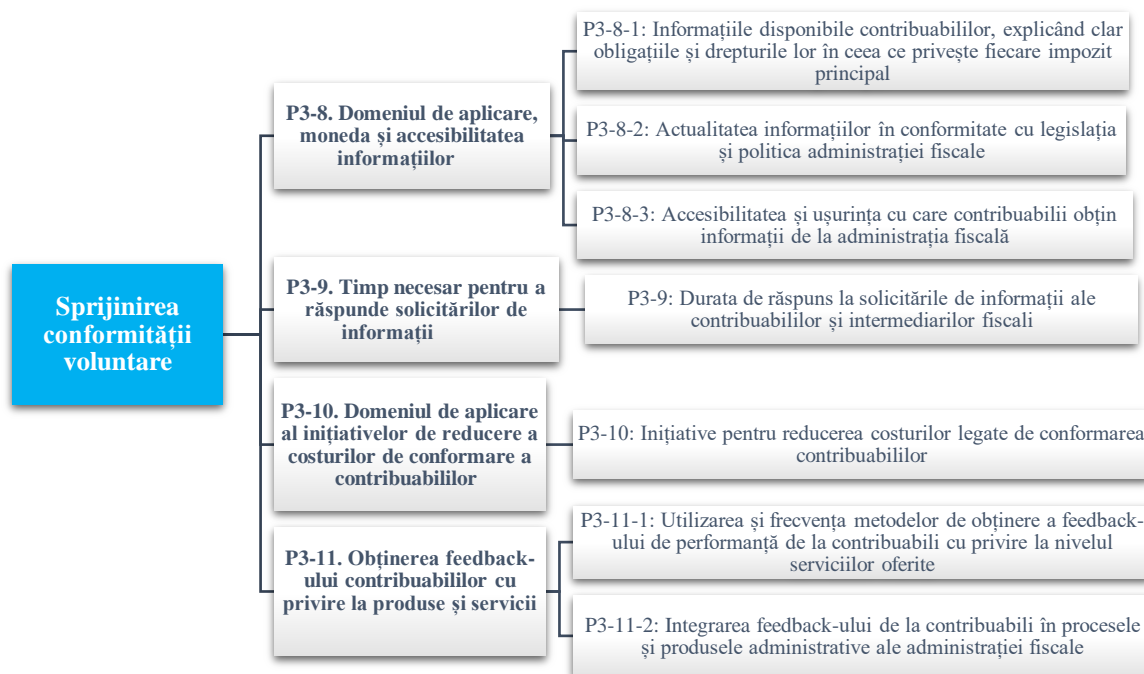 Sprijinirea
conformității
voluntare
P3-8. Domeniul de aplicare,
moneda și accesibilitatea
informațiilor
P3-8-1: Informațiile disponibile contribuabililor, explicând clar
obligațiile și drepturile lor în ceea ce privește fiecare impozit
principal
P3-8-2: Actualitatea informațiilor în conformitate cu legislația
și politica administrației fiscale
P3-8-3: Accesibilitatea și ușurința cu care contribuabilii obțin
informații de la administrația fiscală
P3-9. Timp necesar pentru a
răspunde solicitărilor de
informații
P3-9: Durata de răspuns la solicitările de informații ale
contribuabililor și intermediarilor fiscali
P3-10. Domeniul de aplicare
al inițiativelor de reducere a
costurilor de conformare a
contribuabililor
P3-10: Inițiative pentru reducerea costurilor legate de conformarea
contribuabililor
P3-11. Obținerea feedback-
ului contribuabililor cu
privire la produse și servicii
P3-11-1: Utilizarea și frecvența metodelor de obținere a feedback-
ului de performanță de la contribuabili cu privire la nivelul
serviciilor oferite
P3-11-2: Integrarea feedback-ului de la contribuabili în procesele
și produsele administrative ale administrației fiscale